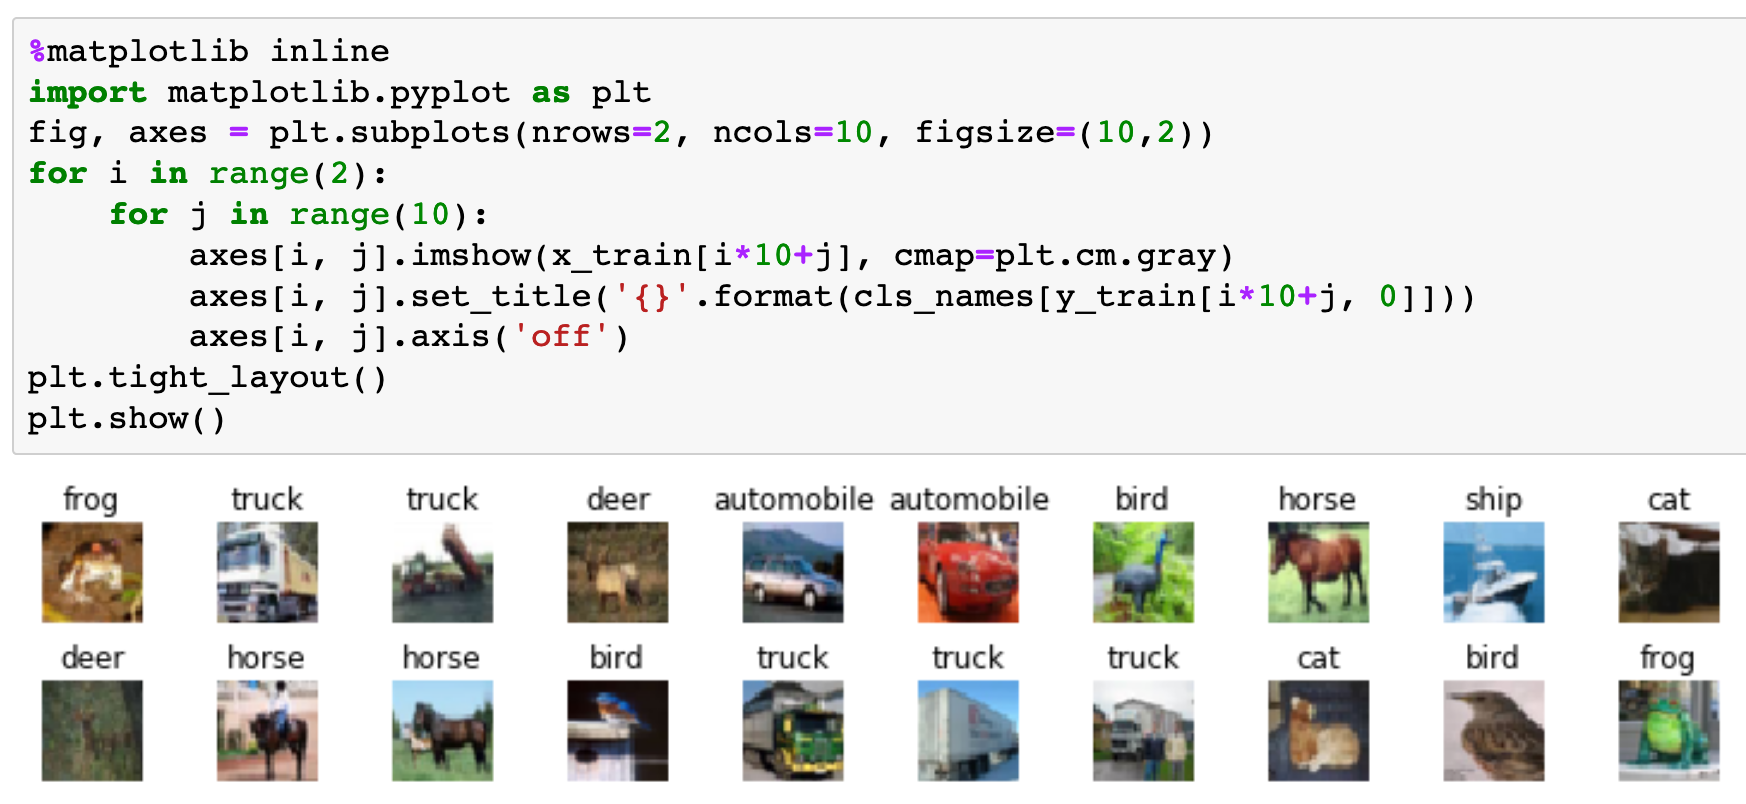 %matplotlib inline
import matplotlib.pyplot as plt
fig, axes = plt.subplots(nrows=2, ncols=10, figsize=(10,2))
for i in range(2):
    for j in range(10):
        axes[i, j].imshow(x_train[i*10+j], cmap=plt.cm.gray)
        axes[i, j].set_title('{}'.format(cls_names[y_train[i*10+j, 0]]))
        axes[i, j].axis('off')
plt.tight_layout()
plt.show()
frog truck truck deer automobile automobile bird horse ship cat
deer horse horse bird truck truck truck cat bird frog